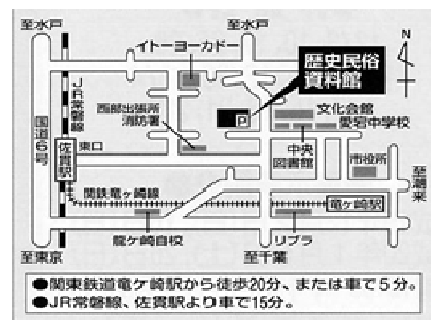 至水戸
至水戸
N
イトーヨーカドー
歴史民俗
資料館
JR常磐線
西部出張所
消防署
P
文化会館
愛宕中学校
国道6号
佐貫駅
東口
中央
図書館
市役所
至潮来
関鉄竜ヶ崎線
竜ヶ崎駅
龍ケ崎自校
リブラ
至東京
至千葉
●関東鉄道竜ケ崎駅から徒歩20分、または車で5分。
●JR常磐線、佐貫駅より車で15分。